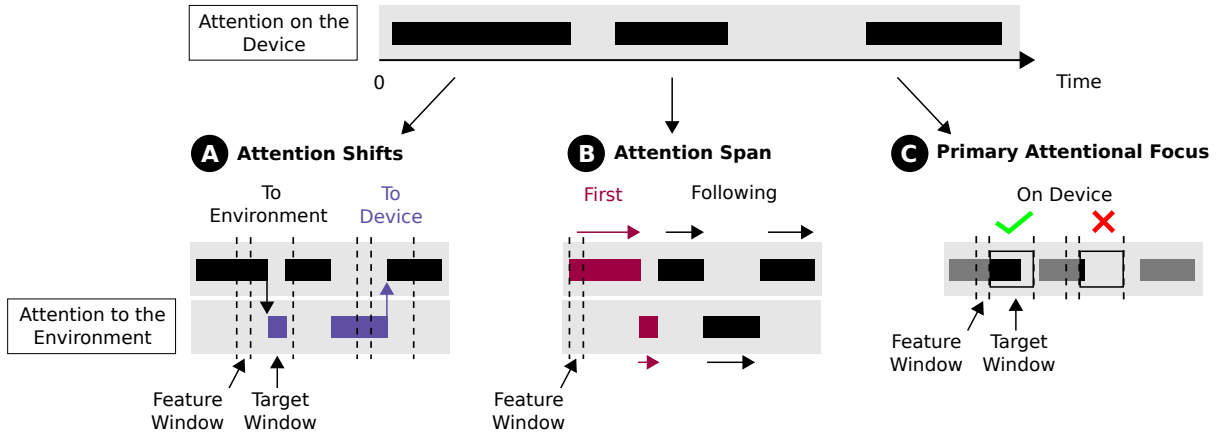 Attention on the
Device
0
Time
A Attention Shifts
B Attention Span
C Primary Attentional Focus
To
Environment
To
Device
First
Following
On Device
Attention to the
Environment
Feature
Window
Target
Window
Feature
Window
Feature
Window
Target
Window